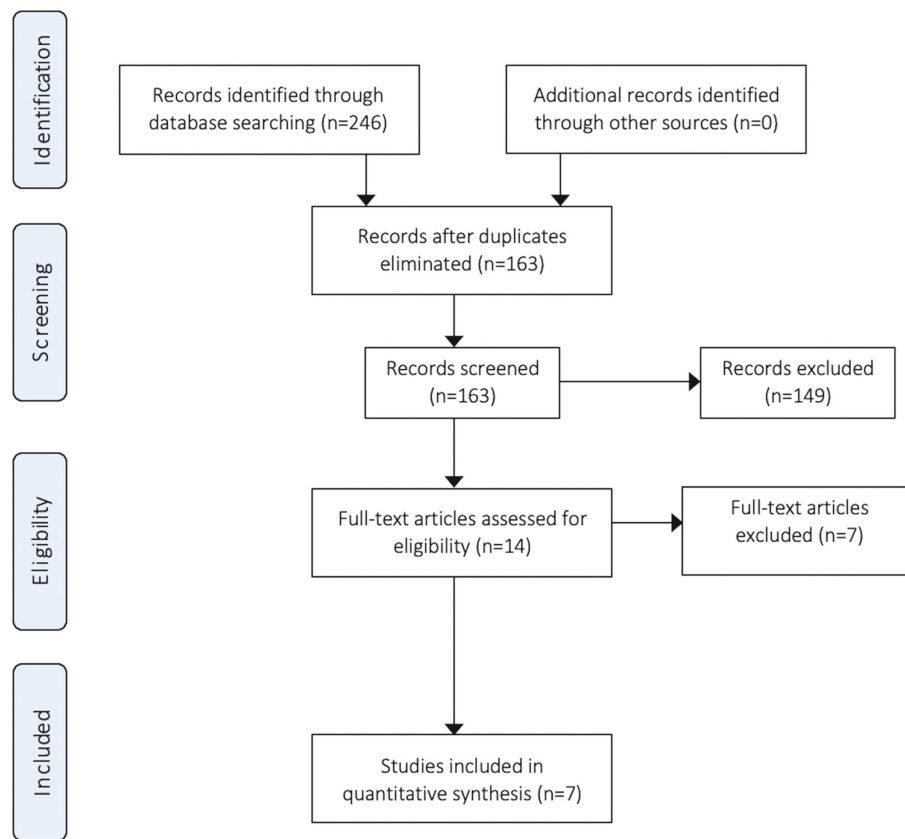 Identification
Records identified through
database searching (n=246)
Additional records identified
through other sources (n=0)
Screening
Records after duplicates
eliminated (n=163)
Records screened
(n=163)
Records excluded
(n=149)
Eligibility
Full-text articles assessed for
eligibility (n=14)
Full-text articles
excluded (n=7)
Included
Studies included in
quantitative synthesis (n=7)